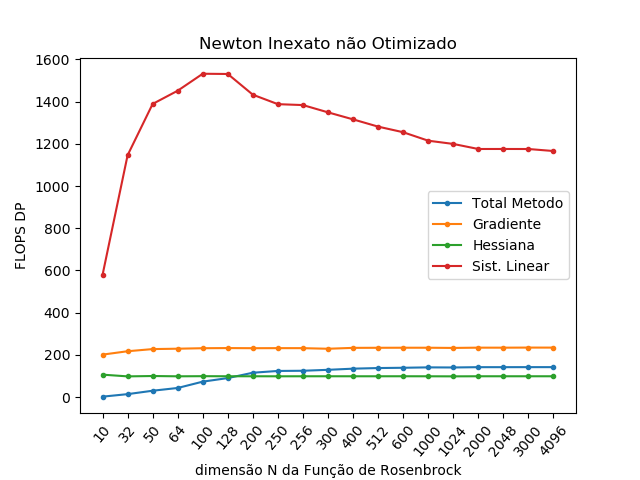 Newton Inexato não Otimizado
FLOPS DP
1600
1400
1200
1000
800
600
400
200
0
Total Metodo
Gradiente
Hessiana
Sist. Linear
10 32 50 64 100 128 200 250 256 300 400 512 600 1000 1024 2000 2048 3000 4096
dimensão N da Função de Rosenbrock